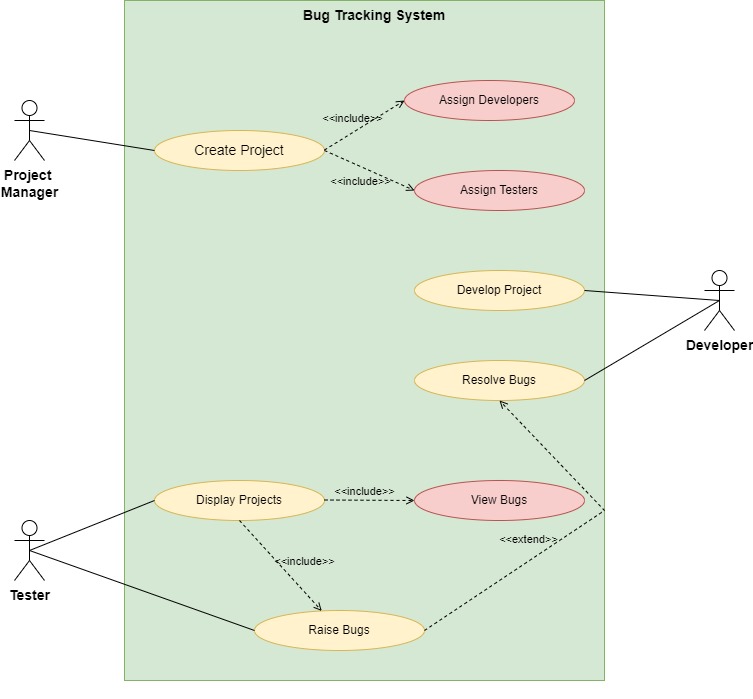 Bug Tracking System
Assign Developers
<<include>>
Create Project
Project
Manager
<<include>>
Assign Testers
Develop Project
Developer
Resolve Bugs
Display Projects
<<include>>
View Bugs
<<extend>>
<<include>>
Tester
Raise Bugs